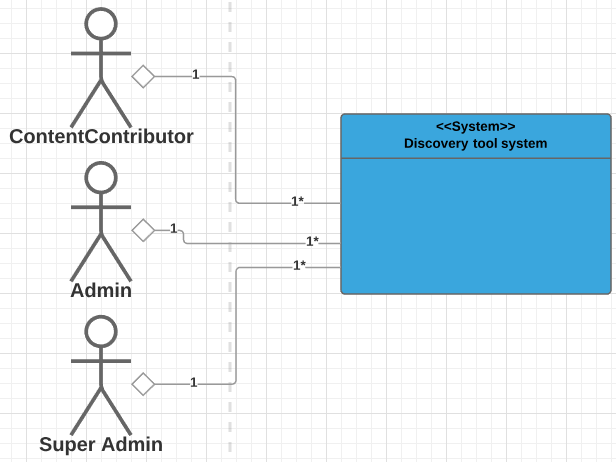 1
ContentContributor
<<System>>
Discovery tool system
1*
1
1*
1*
Admin
1
Super Admin